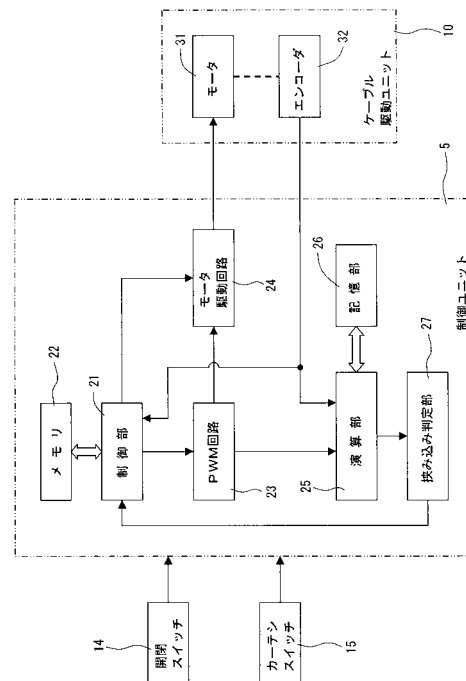 14
開閉
スイッチ
カーテシ
スイッチ
15
メモリ
22
制御部
21
PWM回路
23
モータ
駆動回路
24
演算部
25
記憶部
26
挟み込み判定部
27
制御ユニット
5
モータ
31
エンコーダ
32
ケーブル
駆動ユニット
10